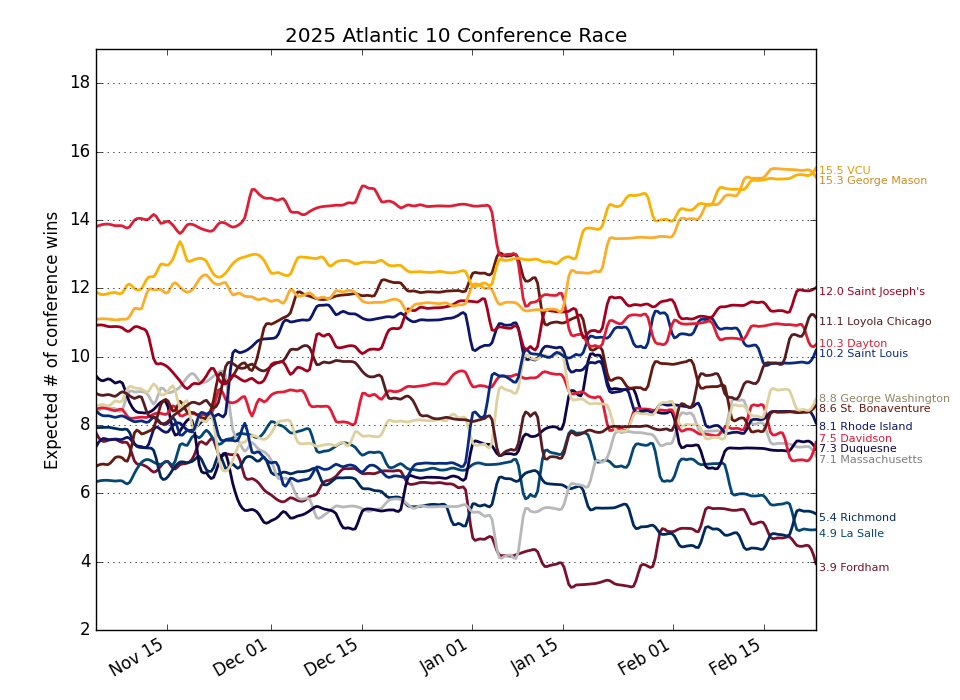 2025 Atlantic 10 Conference Race
Expected # of conference wins
18
16
14
12
10
8
6
4
2
Nov 15
Dec 01
Dec 15
Jan 01
Jan 15
Feb 01
Feb 15
15.5 VCU
15.3 George Mason
12.0 Saint Joseph's
11.1 Loyola Chicago
10.3 Dayton
10.2 Saint Louis
8.8 George Washington
8.6 St. Bonaventure
8.1 Rhode Island
7.5 Davidson
7.3 Duquesne
7.1 Massachusetts
5.4 Richmond
4.9 La Salle
3.9 Fordham